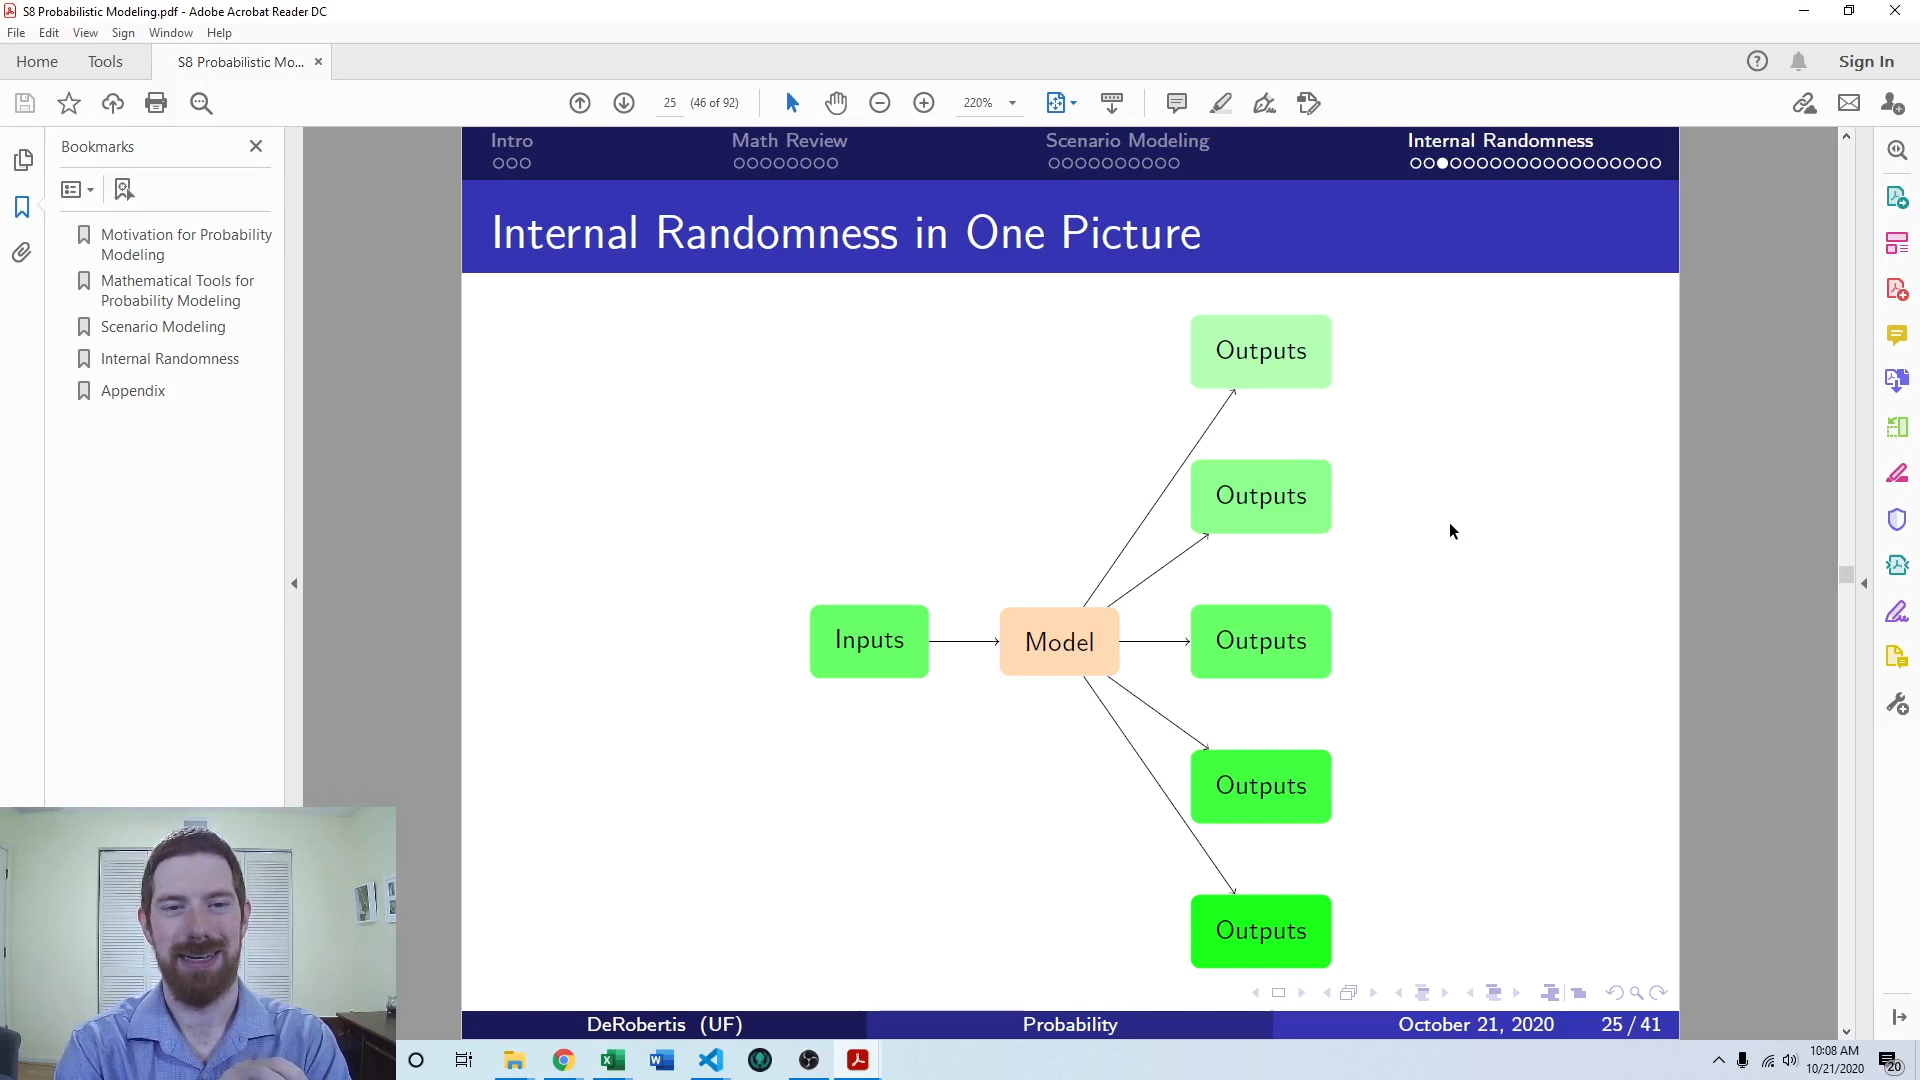 S8 Probabilistic Modeling.pdf - Adobe Acrobat Reader DC
File Edit View Sign Window Help
Home Tools S8 Probabilistic Mo... Sign In
25 (46 of 92) 220%
Bookmarks
Motivation for Probability
Modeling
Mathematical Tools for
Probability Modeling
Scenario Modeling
Internal Randomness
Appendix
Intro Math Review Scenario Modeling Internal Randomness
Internal Randomness in One Picture
Outputs
Outputs
Inputs Model Outputs
Outputs
Outputs
DeRobertis (UF) Probability October 21, 2020 25 / 41
10:08 AM
10/21/2020
20